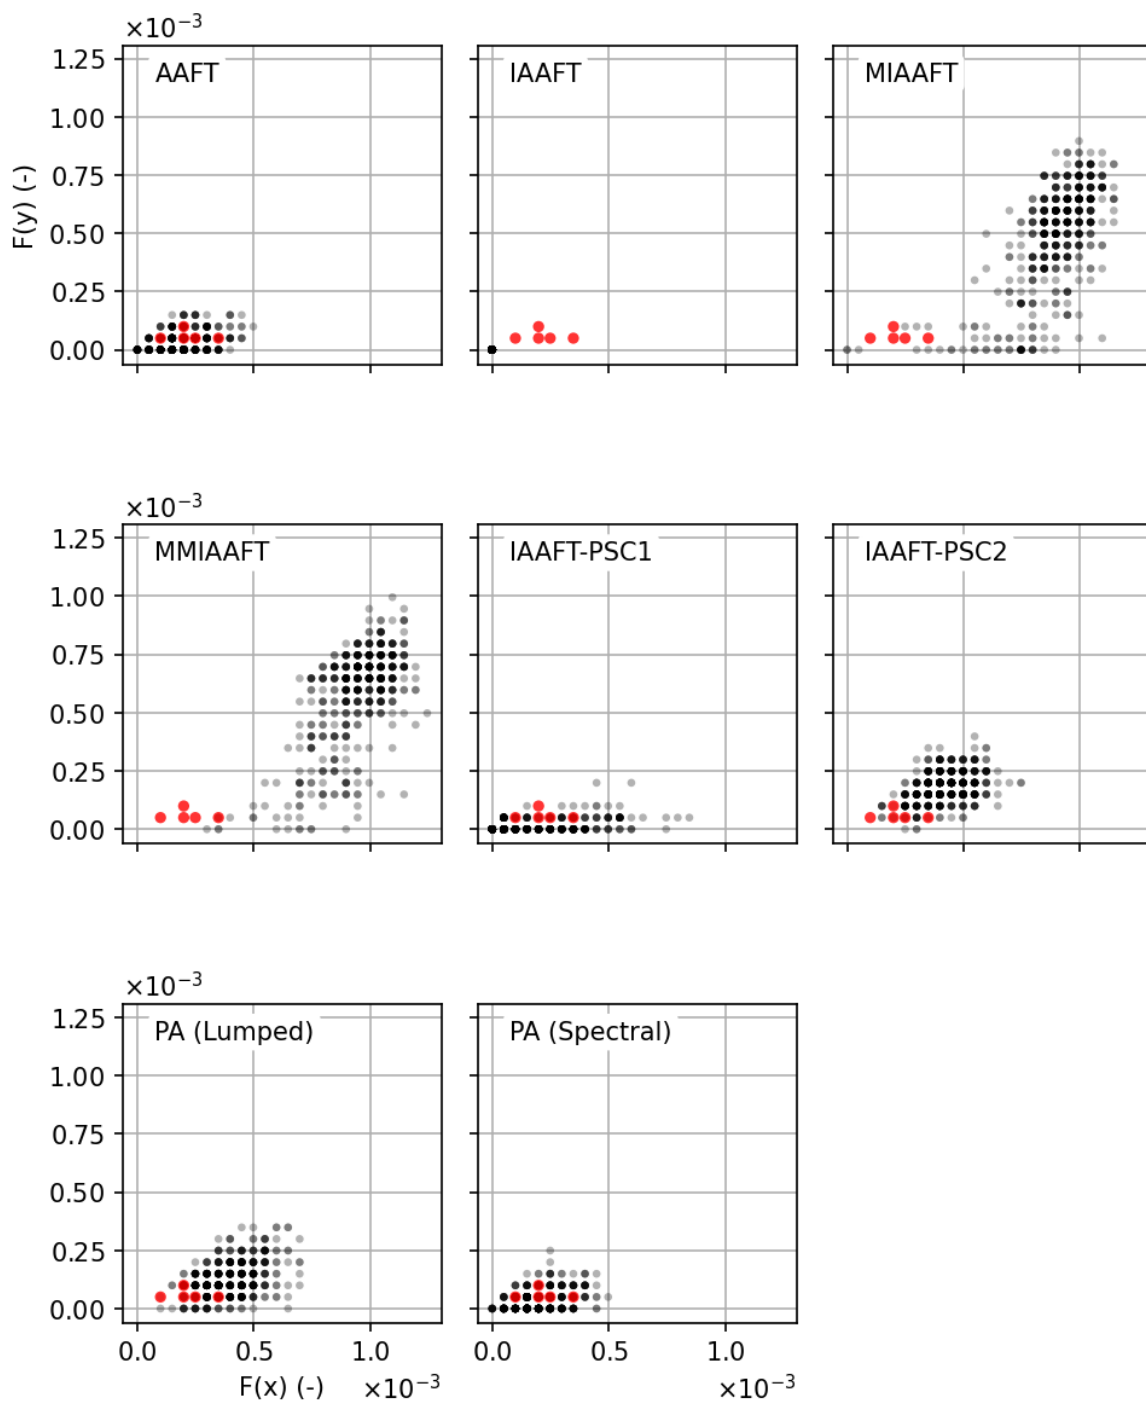 ×10⁻³
AAFT
IAAFT
MIAAFT
1.25
1.00
0.75
0.50
0.25
0.00
F(y) (-)
×10⁻³
MMIAAFT
IAAFT-PSC1
IAAFT-PSC2
1.25
1.00
0.75
0.50
0.25
0.00
×10⁻³
PA (Lumped)
PA (Spectral)
1.25
1.00
0.75
0.50
0.25
0.00
0.0 0.5 1.0
0.0 0.5 1.0
F(x) (-) ×10⁻³
×10⁻³